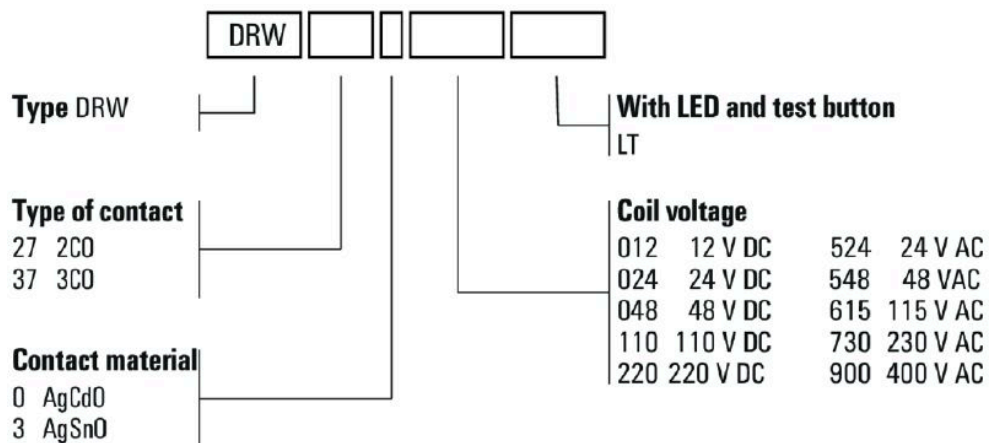 DRW
Type DRW
With LED and test button
LT
Type of contact
27 2CO
37 3CO
Coil voltage
012 12 V DC 524 24 V AC
024 24 V DC 548 48 VAC
048 48 V DC 615 115 V AC
110 110 V DC 730 230 V AC
220 220 V DC 900 400 V AC
Contact material
0 AgCdO
3 AgSnO